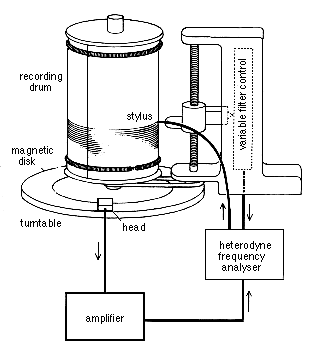 recording
drum
stylus
variable filter control
magnetic
disk
turntable
head
heterodyne
frequency
analyser
amplifier